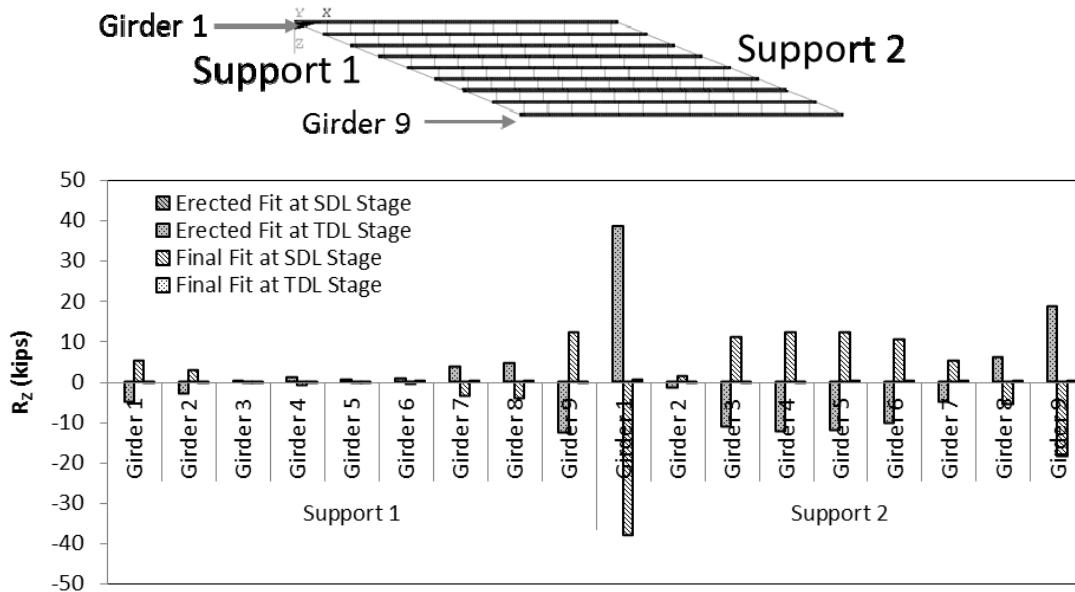 Girder 1
Y X
Z
Support 1
Support 2
Girder 9
50
40
30
20
10
0
-10
-20
-30
-40
-50
R_Z (kips)
Erected Fit at SDL Stage
Erected Fit at TDL Stage
Final Fit at SDL Stage
Final Fit at TDL Stage
Girder 1
Girder 2
Girder 3
Girder 4
Girder 5
Girder 6
Girder 7
Girder 8
Girder 9
Girder 1
Girder 2
Girder 3
Girder 4
Girder 5
Girder 6
Girder 7
Girder 8
Girder 9
Support 1
Support 2